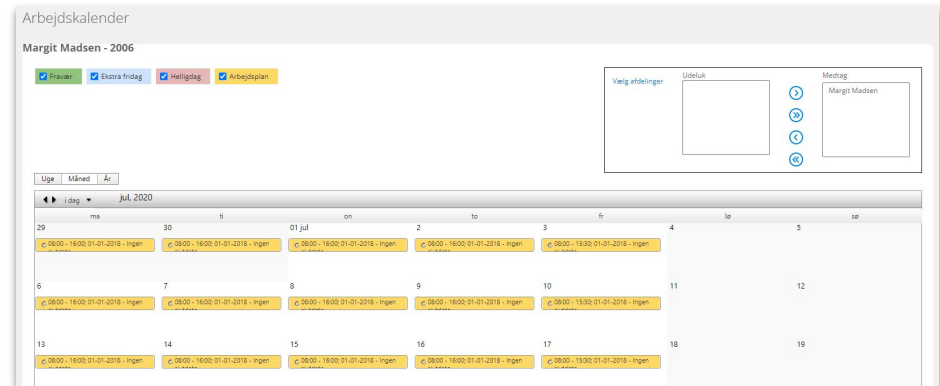 Arbejdskalender
Margit Madsen - 2006
Fravær Ekstra fridag Helligdag Arbejdsplan
Vælg afdelinger
Udeluk
Medtag
Margit Madsen
Uge Måned År
i dag jul, 2020
ma ti on to fr lø sø
29 30 01 jul 2 3 4 5
08:00 - 16:00; 01-01-2018 - Ingen 08:00 - 16:00; 01-01-2018 - Ingen 08:00 - 16:00; 01-01-2018 - Ingen 08:00 - 16:00; 01-01-2018 - Ingen 08:00 - 15:30; 01-01-2018 - Ingen
6 7 8 9 10 11 12
08:00 - 16:00; 01-01-2018 - Ingen 08:00 - 16:00; 01-01-2018 - Ingen 08:00 - 16:00; 01-01-2018 - Ingen 08:00 - 16:00; 01-01-2018 - Ingen 08:00 - 15:30; 01-01-2018 - Ingen
13 14 15 16 17 18 19
08:00 - 16:00; 01-01-2018 - Ingen 08:00 - 16:00; 01-01-2018 - Ingen 08:00 - 16:00; 01-01-2018 - Ingen 08:00 - 16:00; 01-01-2018 - Ingen 08:00 - 15:30; 01-01-2018 - Ingen